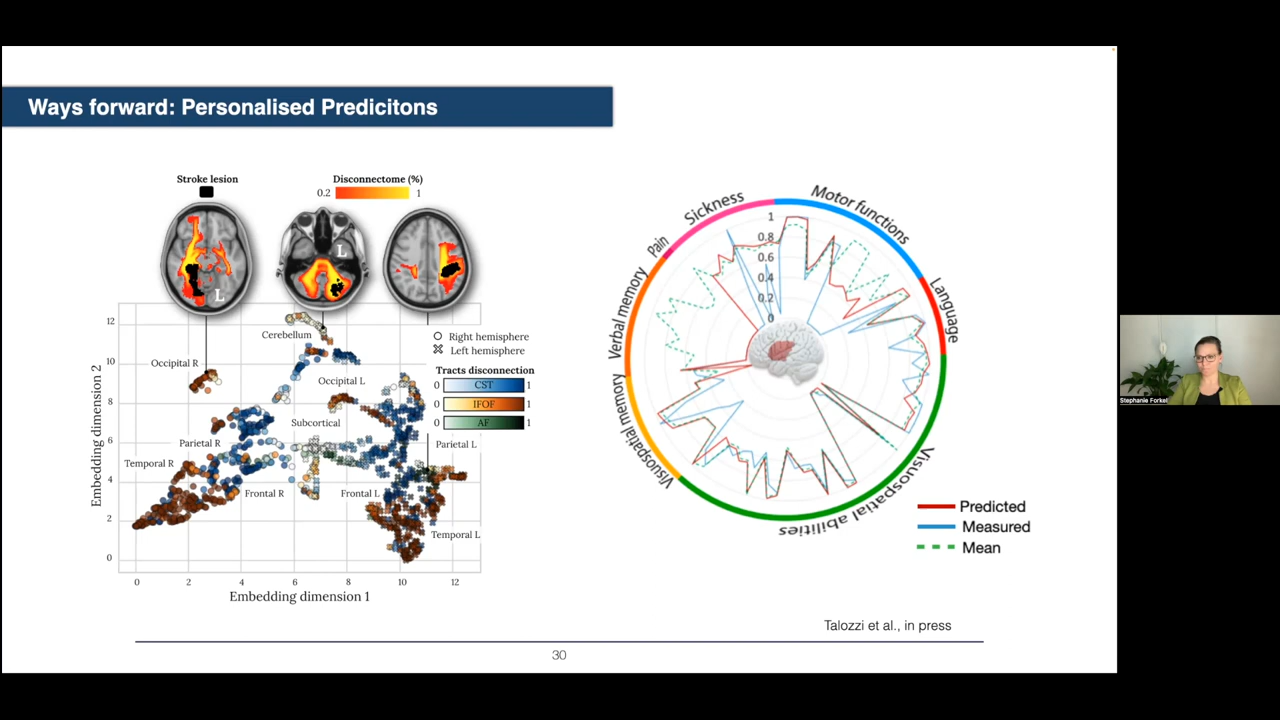 Ways forward: Personalised Predicitons
Stroke lesion
Disconnectome (%)
0.2
1
L
L
12
10
8
6
4
2
0
Embedding dimension 2
0
2
4
6
8
10
12
Embedding dimension 1
Cerebellum
Occipital R
Occipital L
Subcortical
Parietal R
Parietal L
Temporal R
Frontal R
Frontal L
Temporal L
Right hemisphere
Left hemisphere
Tracts disconnection
0 CST 1
0 IFOF 1
0 AF 1
Sickness
Motor functions
Pain
Language
Verbal memory
Visuospatial memory
Visuospatial abilities
1
0.8
0.6
0.4
0.2
0
Predicted
Measured
Mean
Talozzi et al., in press
30
Stephanie Forkel